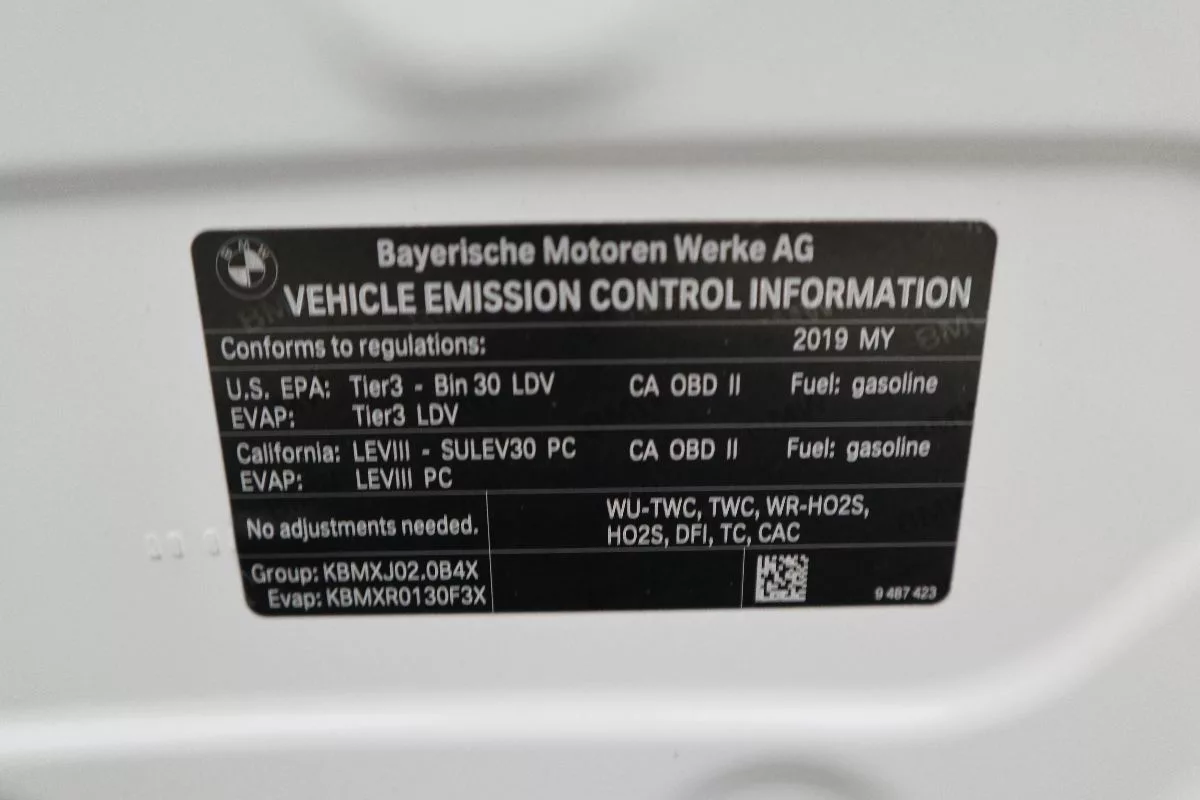 BMW
Bayerische Motoren Werke AG
VEHICLE EMISSION CONTROL INFORMATION
Conforms to regulations: 2019 MY
U.S. EPA: Tier3 - Bin 30 LDV CA OBD II Fuel: gasoline
EVAP: Tier3 LDV
California: LEVIII - SULEV30 PC CA OBD II Fuel: gasoline
EVAP: LEVIII PC
No adjustments needed.
WU-TWC, TWC, WR-HO2S,
HO2S, DFI, TC, CAC
Group: KBMXJ02.0B4X
Evap: KBMXR0130F3X
9 487 423